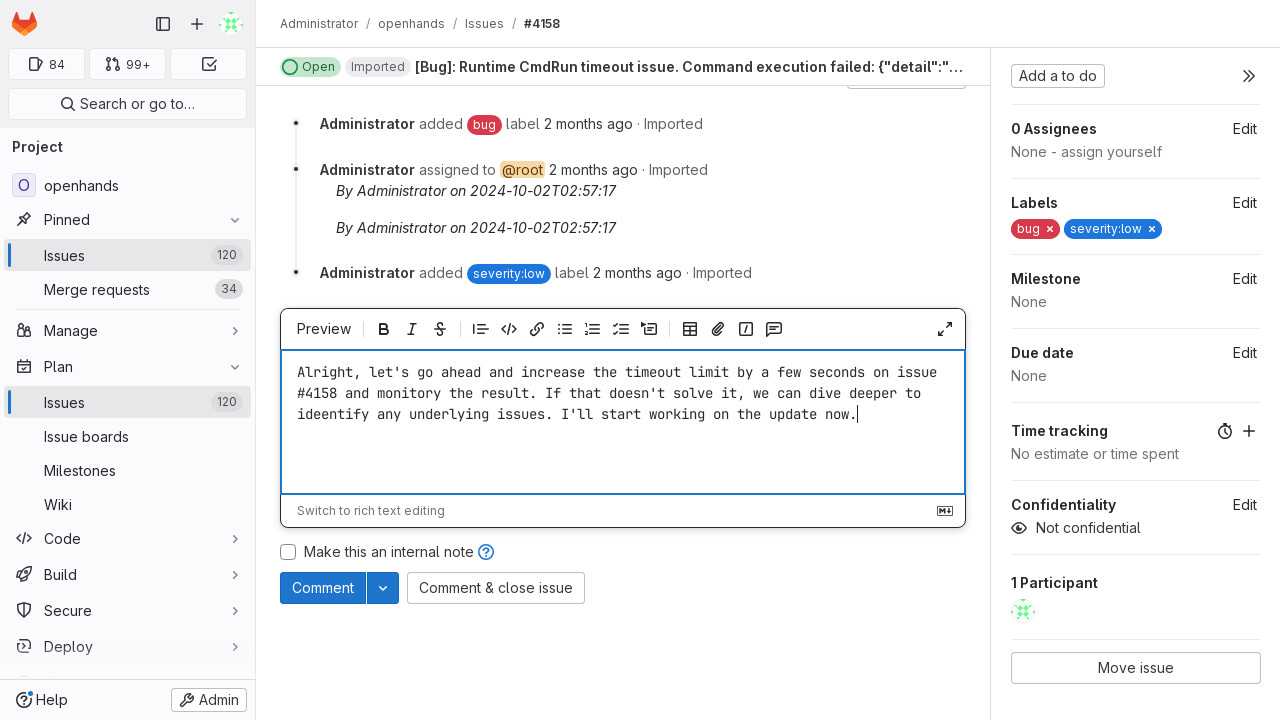 Administrator / openhands / Issues / #4158
84
99+
Search or go to…
Project
O openhands
Pinned
Issues 120
Merge requests 34
Manage
Plan
Issues 120
Issue boards
Milestones
Wiki
Code
Build
Secure
Deploy
Help
Admin
Open Imported [Bug]: Runtime CmdRun timeout issue. Command execution failed: {"detail":"…
Administrator added bug label 2 months ago · Imported
Administrator assigned to @root 2 months ago · Imported
By Administrator on 2024-10-02T02:57:17
By Administrator on 2024-10-02T02:57:17
Administrator added severity:low label 2 months ago · Imported
Preview
Alright, let's go ahead and increase the timeout limit by a few seconds on issue
#4158 and monitory the result. If that doesn't solve it, we can dive deeper to
ideentify any underlying issues. I'll start working on the update now.
Switch to rich text editing
Make this an internal note
Comment
Comment & close issue
Add a to do
0 Assignees Edit
None - assign yourself
Labels Edit
bug × severity:low ×
Milestone Edit
None
Due date Edit
None
Time tracking
No estimate or time spent
Confidentiality Edit
Not confidential
1 Participant
Move issue